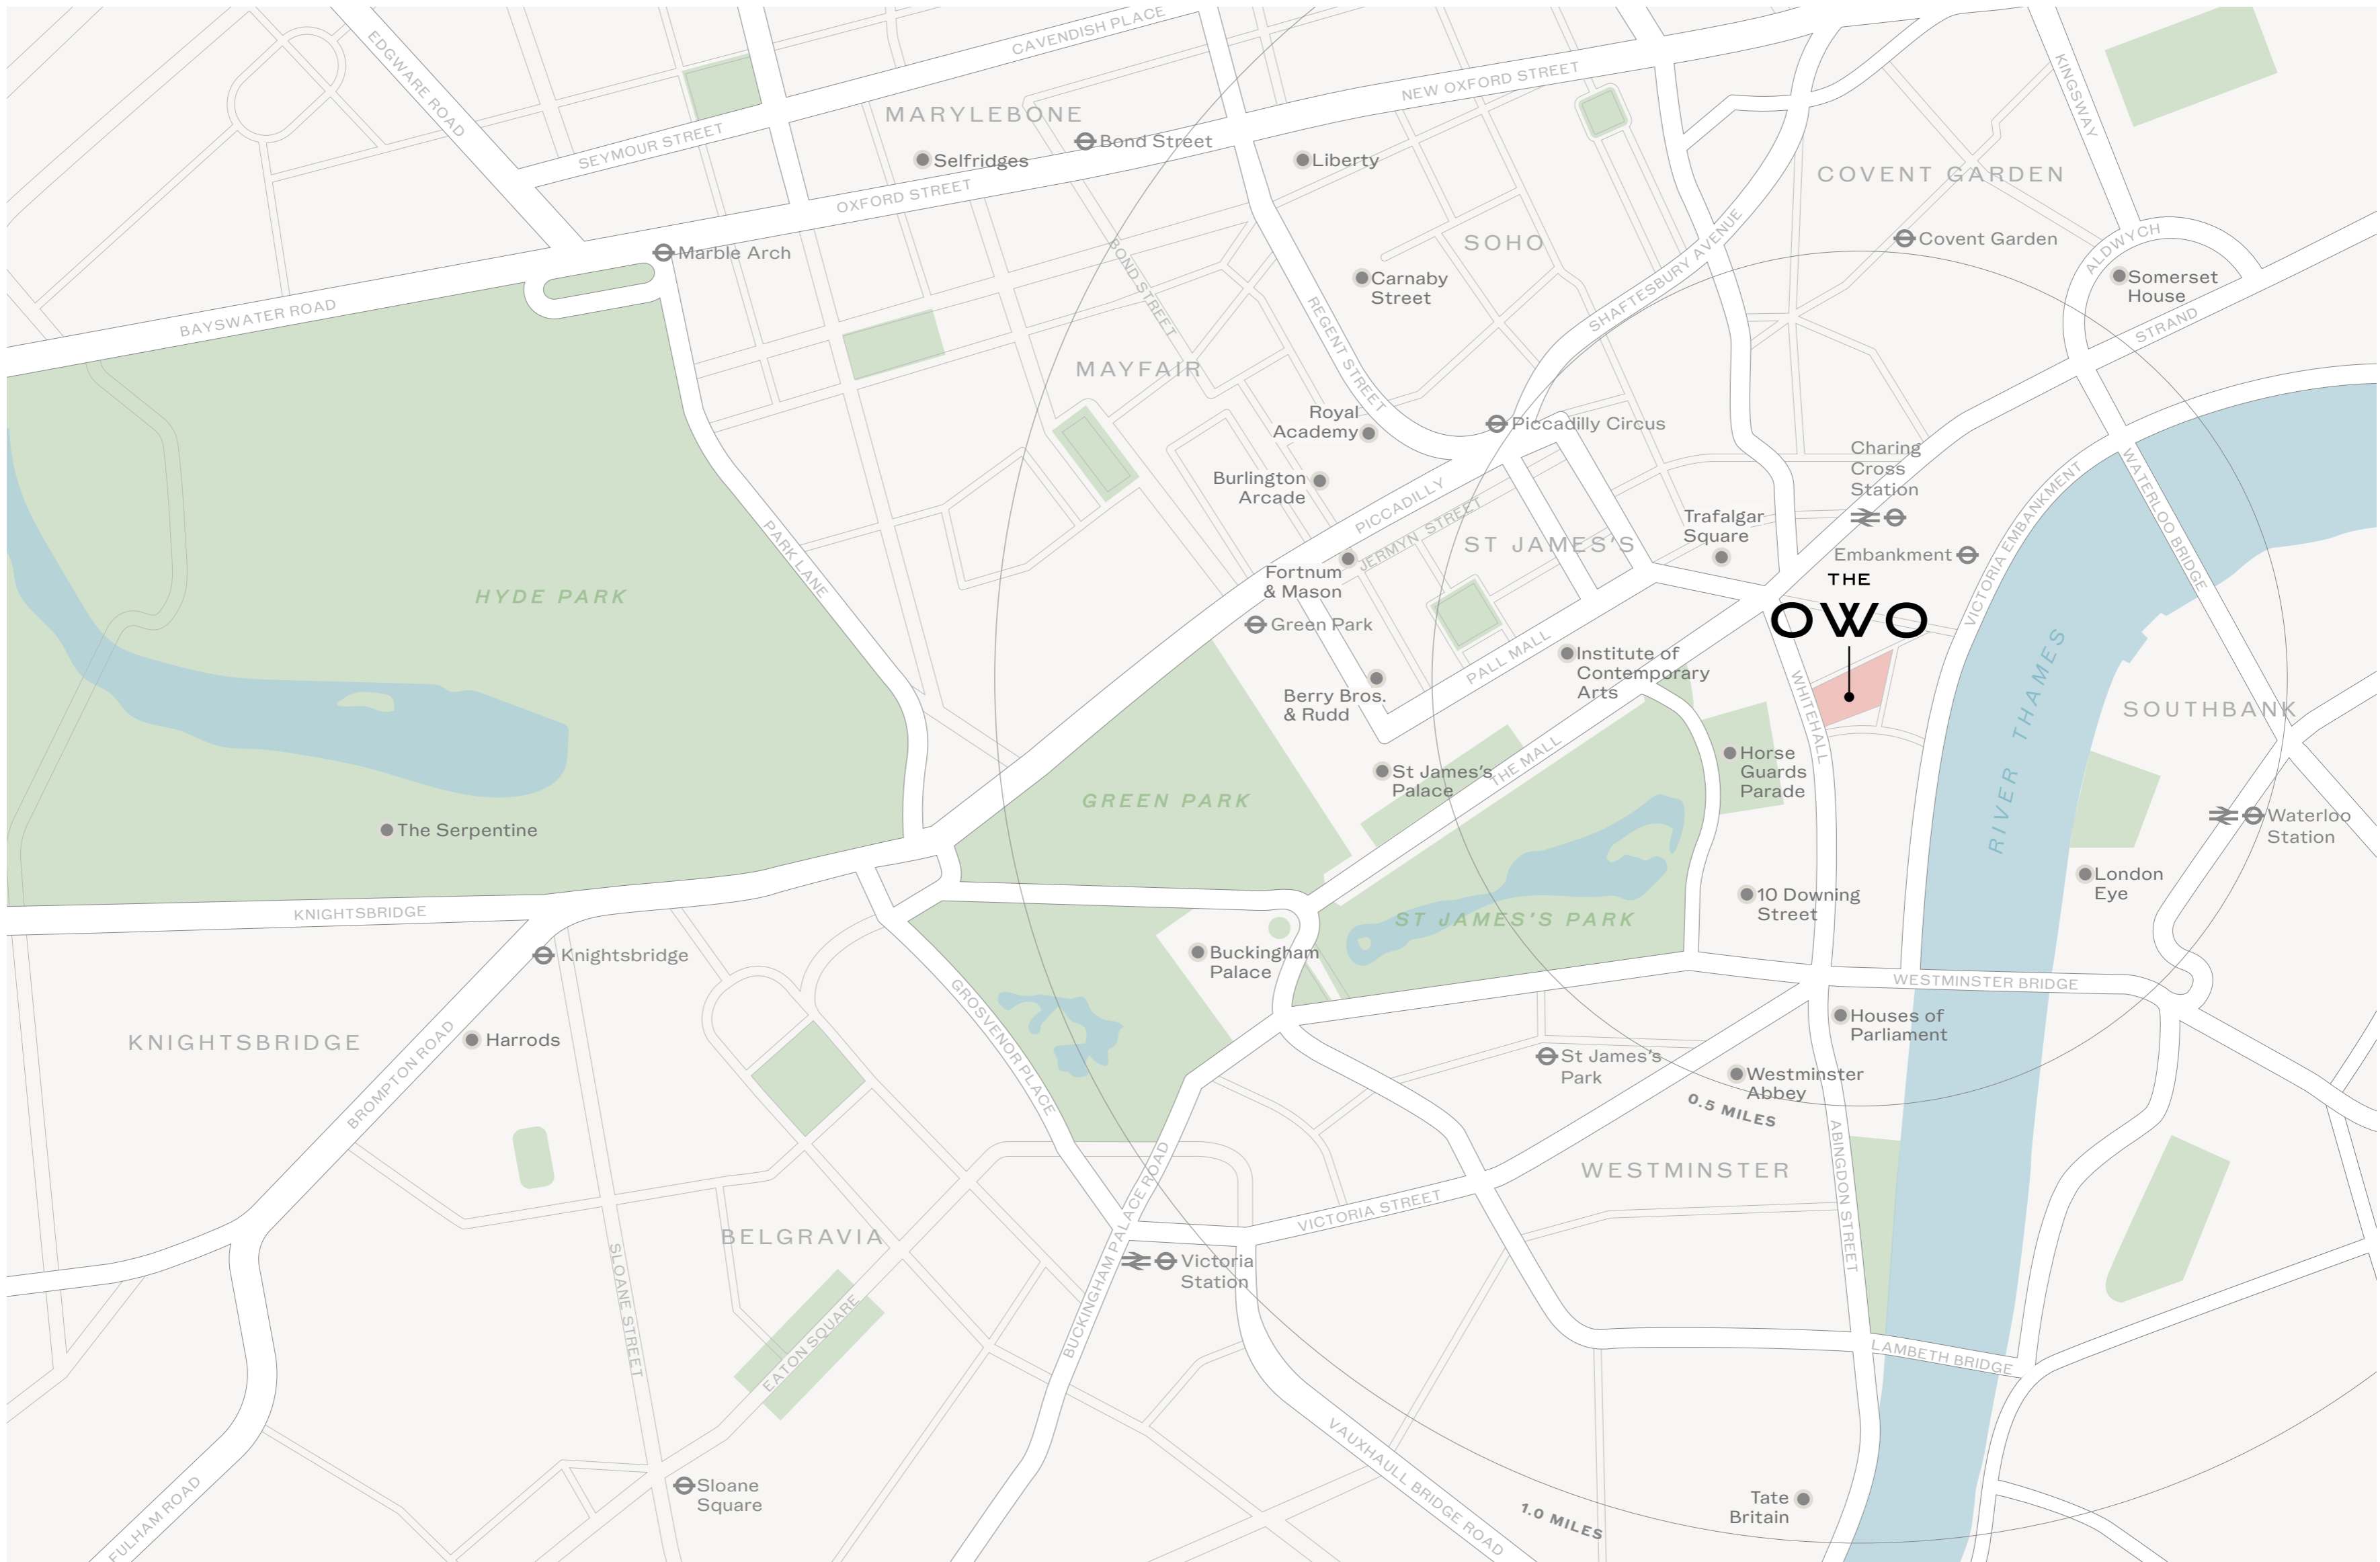 EDGWARE ROAD
CAVENDISH PLACE
SEYMOUR STREET
MARYLEBONE
Bond Street
Selfridges
OXFORD STREET
NEW OXFORD STREET
Liberty
KINGSWAY
COVENT GARDEN
Covent Garden
ALDWYCH
Somerset
House
STRAND
SOHO
SHAFTESBURY AVENUE
Carnaby
Street
REGENT STREET
BOND STREET
Marble Arch
BAYSWATER ROAD
MAYFAIR
Royal
Academy
Piccadilly Circus
Burlington
Arcade
PICCADILLY
JERMYN STREET
ST JAMES'S
Charing
Cross
Station
Trafalgar
Square
Embankment
VICTORIA EMBANKMENT
WATERLOO BRIDGE
THE
OWO
PARK LANE
HYDE PARK
Fortnum
& Mason
Green Park
PALL MALL
Institute of
Contemporary
Arts
Berry Bros.
& Rudd
WHITEHALL
RIVER THAMES
SOUTHBANK
St James's
Palace
THE MALL
Horse
Guards
Parade
GREEN PARK
The Serpentine
Waterloo
Station
London
Eye
10 Downing
Street
ST JAMES'S PARK
KNIGHTSBRIDGE
Knightsbridge
Buckingham
Palace
WESTMINSTER BRIDGE
Houses of
Parliament
GROSVENOR PLACE
KNIGHTSBRIDGE
Harrods
BROMPTON ROAD
St James's
Park
Westminster
Abbey
0.5 MILES
WESTMINSTER
ABINGDON STREET
VICTORIA STREET
BUCKINGHAM PALACE ROAD
BELGRAVIA
Victoria
Station
SLOANE STREET
EATON SQUARE
LAMBETH BRIDGE
VAUXHAULL BRIDGE ROAD
Sloane
Square
FULHAM ROAD
1.0 MILES
Tate
Britain